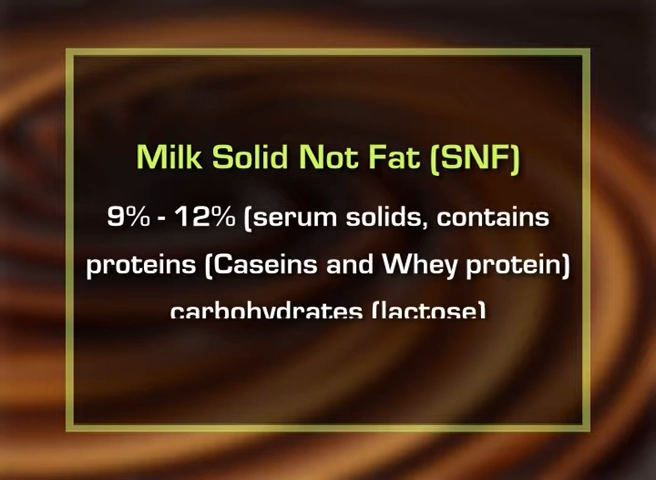 Milk Solid Not Fat (SNF)
9% - 12% (serum solids, contains
proteins (Caseins and Whey protein)
carbohydrates (lactose)